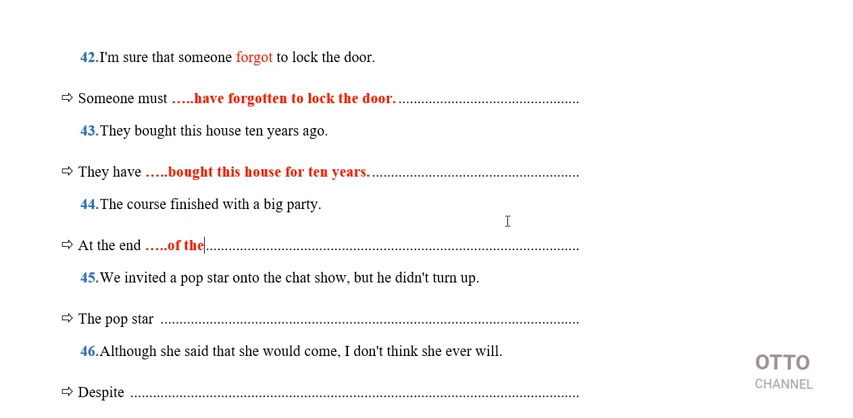 42.I'm sure that someone forgot to lock the door.
⇨ Someone must …..have forgotten to lock the door. ................................................
43.They bought this house ten years ago.
⇨ They have …..bought this house for ten years. .......................................................
44.The course finished with a big party.
⇨ At the end …..of the....................................................................................................
45.We invited a pop star onto the chat show, but he didn't turn up.
⇨ The pop star ...............................................................................................................
46.Although she said that she would come, I don't think she ever will.
⇨ Despite .......................................................................................................................
OTTO
CHANNEL